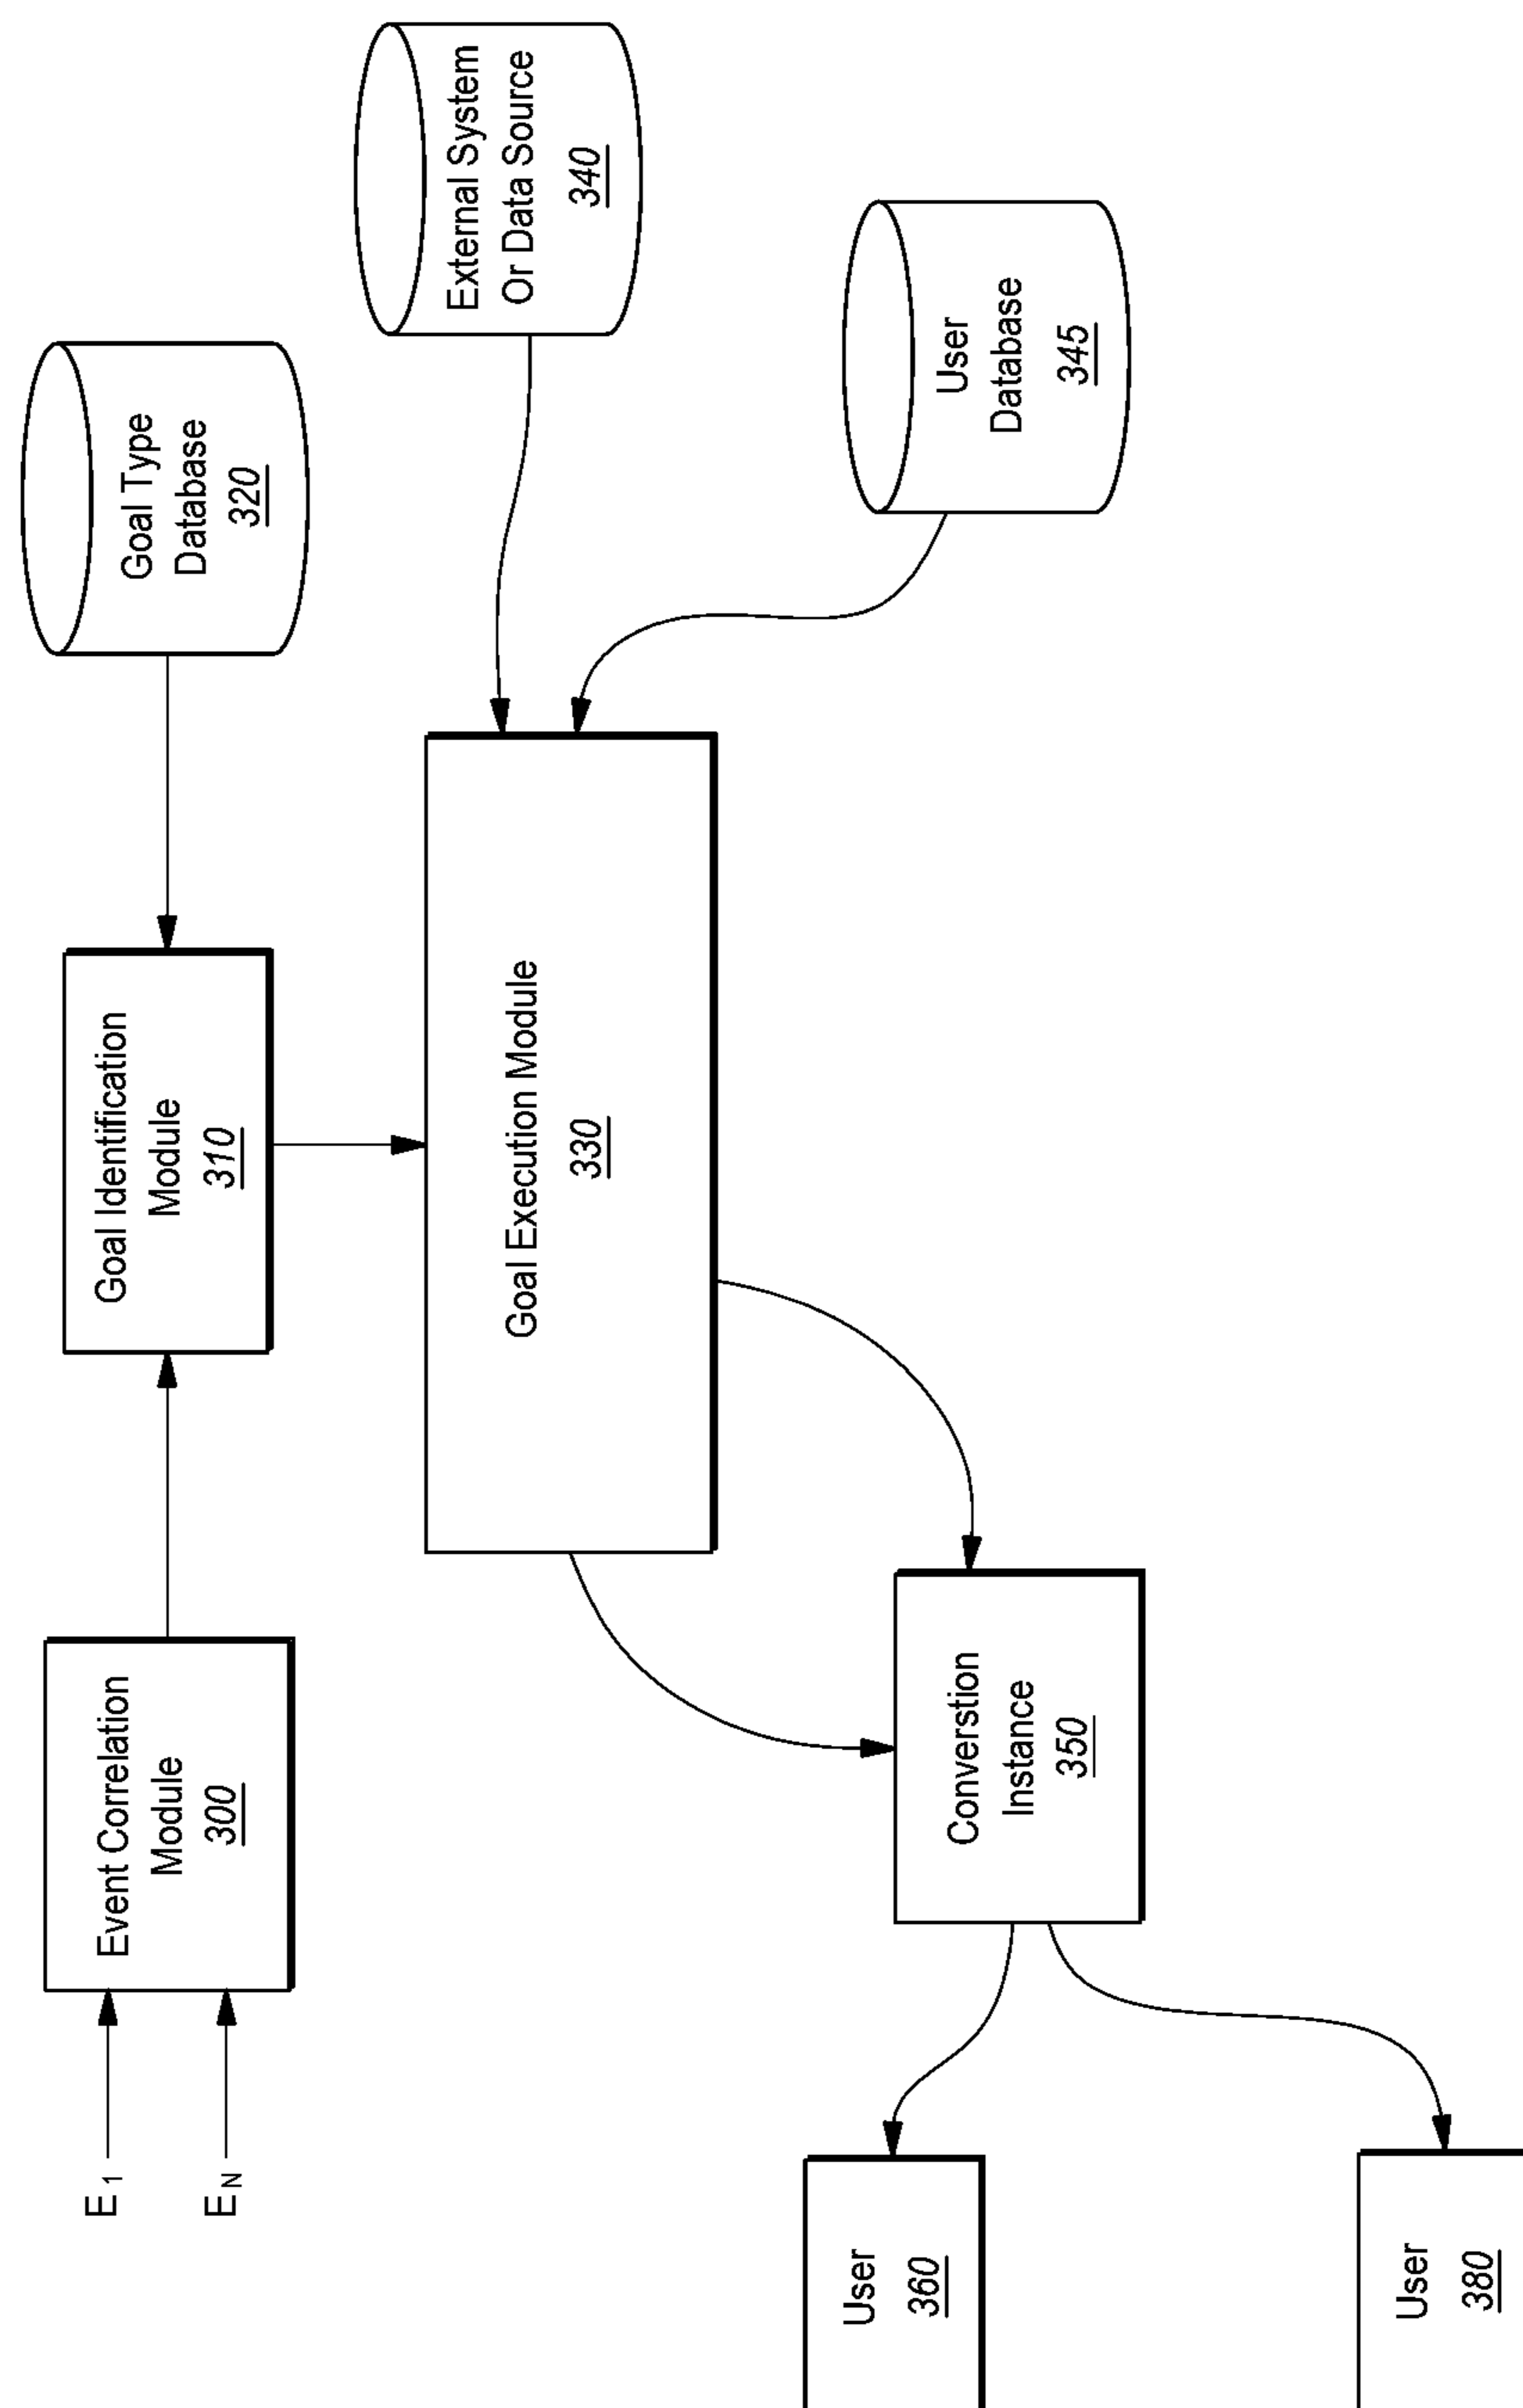 E1
EN
Event Correlation
Module
300
Goal Identification
Module
310
Goal Type
Database
320
Goal Execution Module
330
External System
Or Data Source
340
User
Database
345
Converstion
Instance
350
User
360
User
380